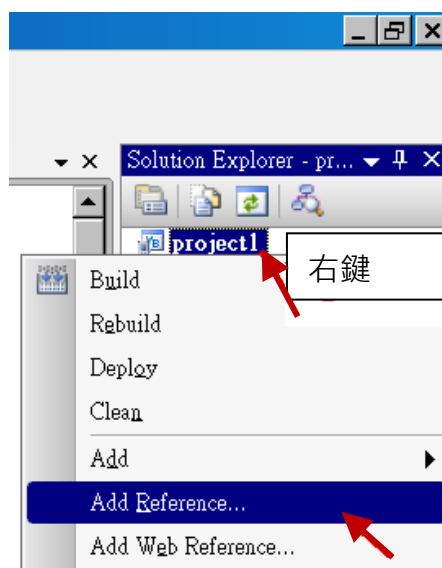 Solution Explorer - pr...
project1
右鍵
Build
Rebuild
Deploy
Clean
Add
Add Reference...
Add Web Reference...